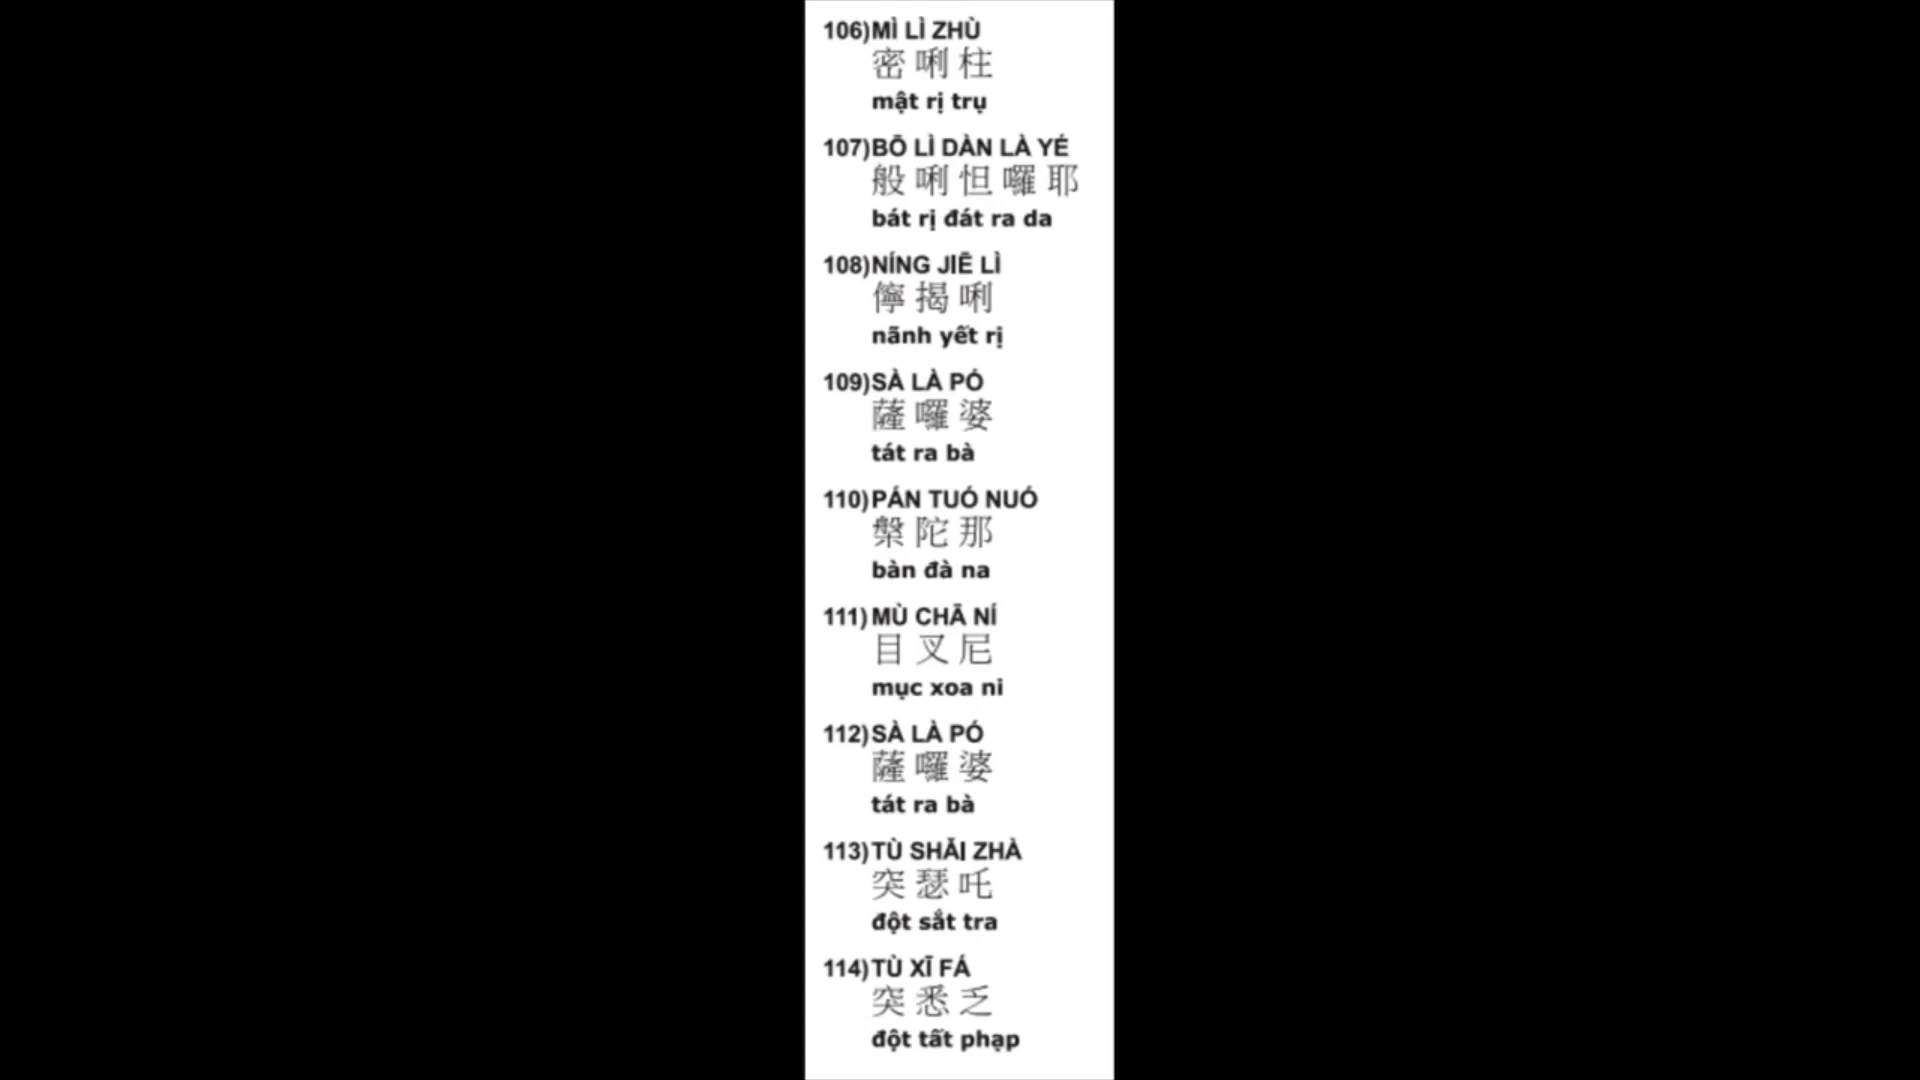 106)MÌ LÌ ZHÙ
密 唎 柱
mật rị trụ
107)BŌ LÌ DÀN LÀ YÉ
般 唎 怛 囉 耶
bát rị đát ra da
108)NÍNG JIĒ LÌ
儜 揭 唎
nãnh yết rị
109)SÀ LÀ PÓ
薩 囉 婆
tát ra bà
110)PÁN TUÓ NUÓ
槃 陀 那
bàn đà na
111)MÙ CHĀ NÍ
目 叉 尼
mục xoa ni
112)SÀ LÀ PÓ
薩 囉 婆
tát ra bà
113)TÙ SHǍI ZHÀ
突 瑟 吒
đột sắt tra
114)TÙ XĪ FÁ
突 悉 乏
đột tất phạp